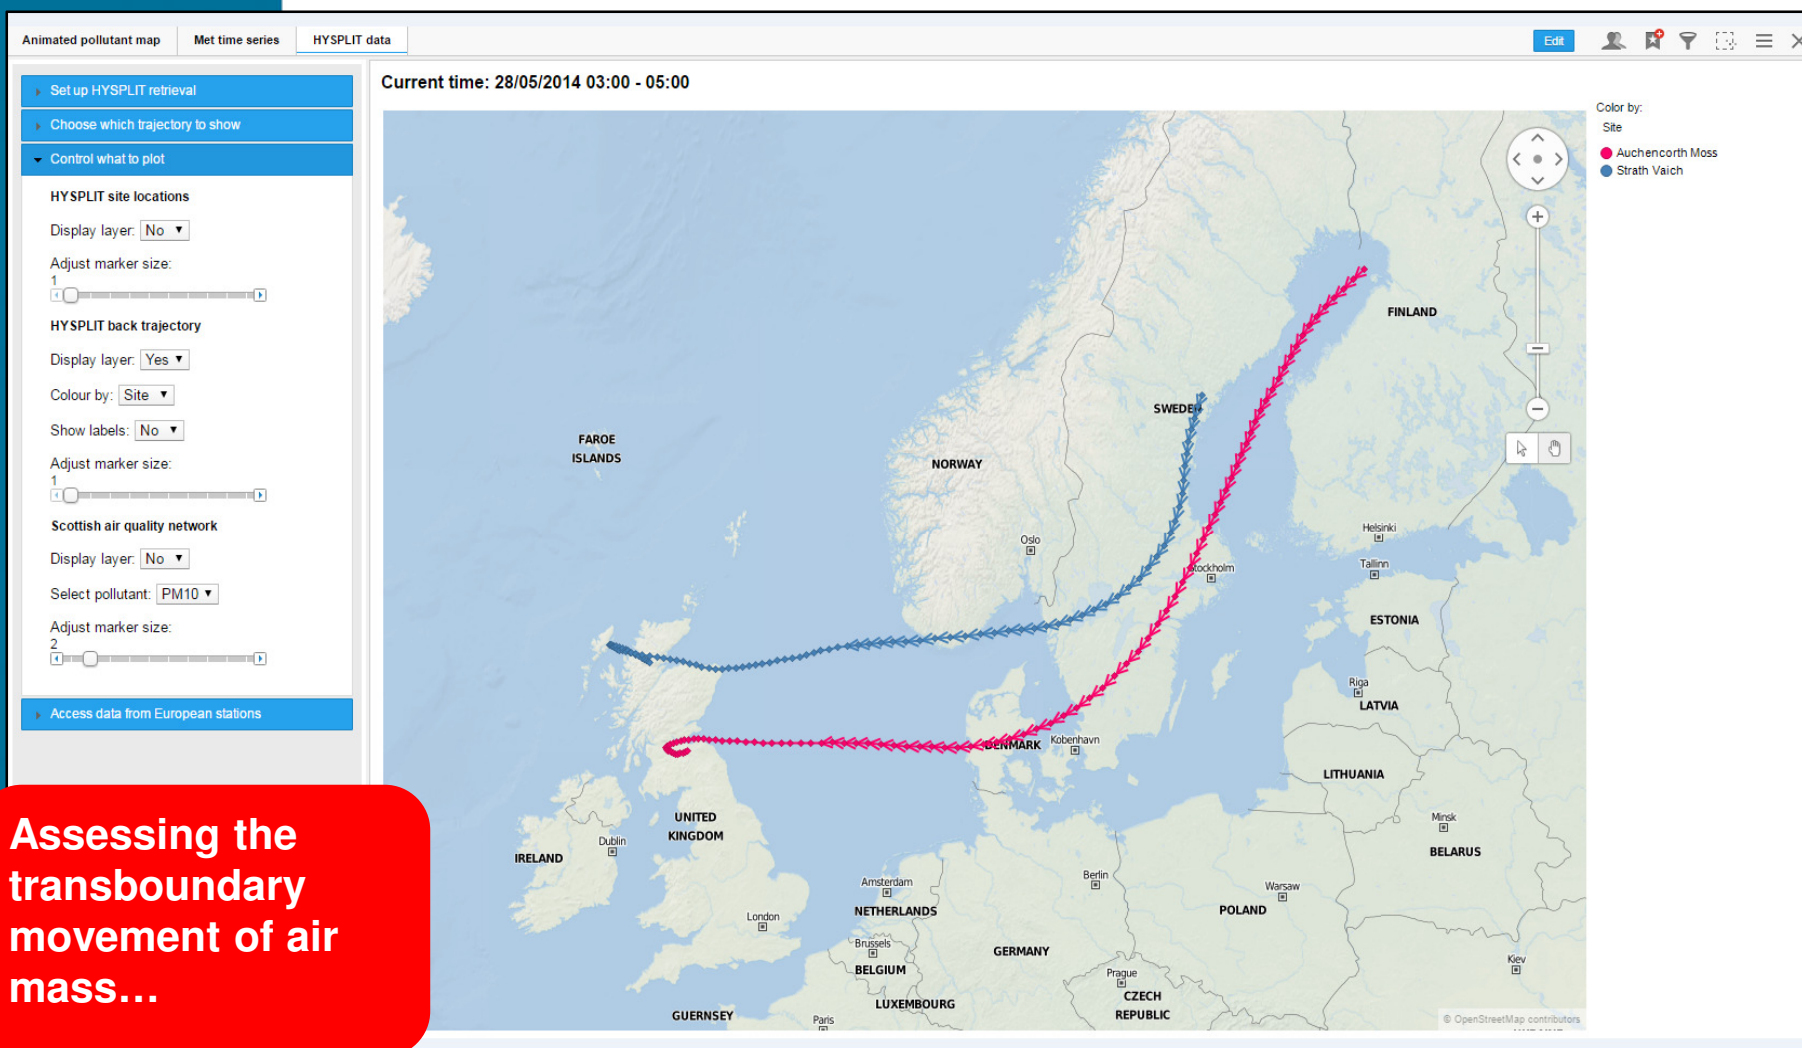 Animated pollutant map
Met time series
HYSPLIT data
Edit
Set up HYSPLIT retrieval
Choose which trajectory to show
Control what to plot
HYSPLIT site locations
Display layer: No
Adjust marker size:
1
HYSPLIT back trajectory
Display layer: Yes
Colour by: Site
Show labels: No
Adjust marker size:
1
Scottish air quality network
Display layer: No
Select pollutant: PM10
Adjust marker size:
2
Access data from European stations
Assessing the
transboundary
movement of air
mass...
Current time: 28/05/2014 03:00 - 05:00
Color by:
Site
Auchencorth Moss
Strath Vaich
FINLAND
SWEDEN
FAROE
ISLANDS
NORWAY
Oslo
Helsinki
Tallinn
Stockholm
ESTONIA
Riga
LATVIA
DENMARK
Kobenhavn
LITHUANIA
UNITED
KINGDOM
Dublin
IRELAND
Minsk
BELARUS
Amsterdam
NETHERLANDS
Berlin
Warsaw
POLAND
London
Brussels
BELGIUM
GERMANY
Kiev
Prague
CZECH
REPUBLIC
LUXEMBOURG
GUERNSEY
Paris
© OpenStreetMap contributors